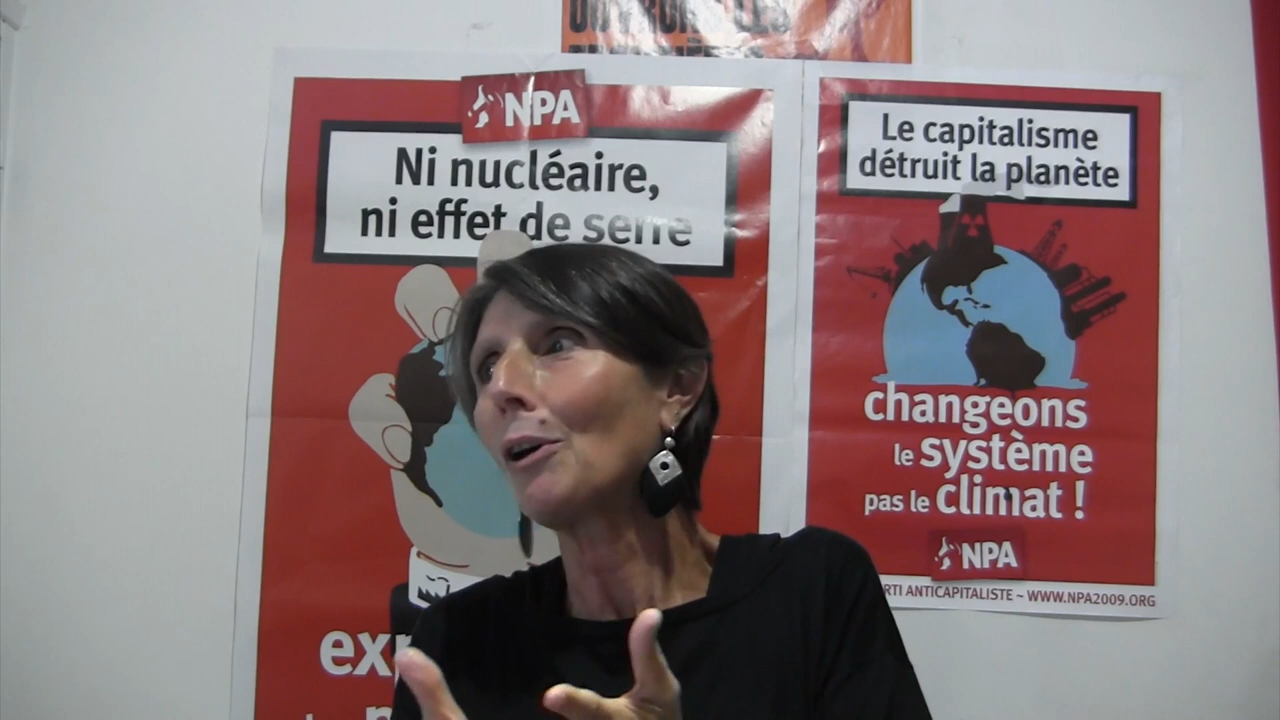 NPA
Ni nucléaire,
ni effet de serre
Le capitalisme
détruit la planète
changeons
le système
pas le climat !
NPA
RTI ANTICAPITALISTE ~ WWW.NPA2009.ORG